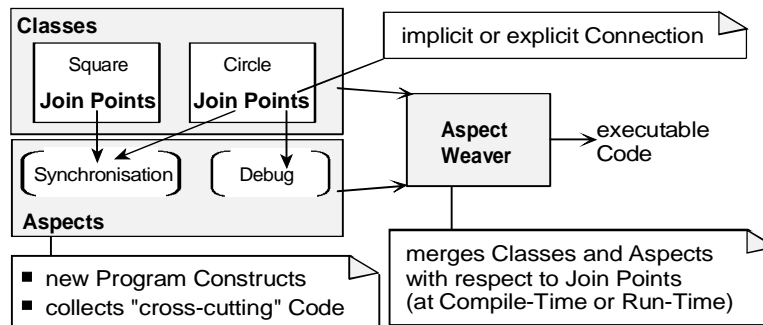 Classes
Square
Join Points
Circle
Join Points
implicit or explicit Connection
Aspect
Weaver
executable
Code
Synchronisation
Debug
Aspects
new Program Constructs
collects "cross-cutting" Code
merges Classes and Aspects
with respect to Join Points
(at Compile-Time or Run-Time)